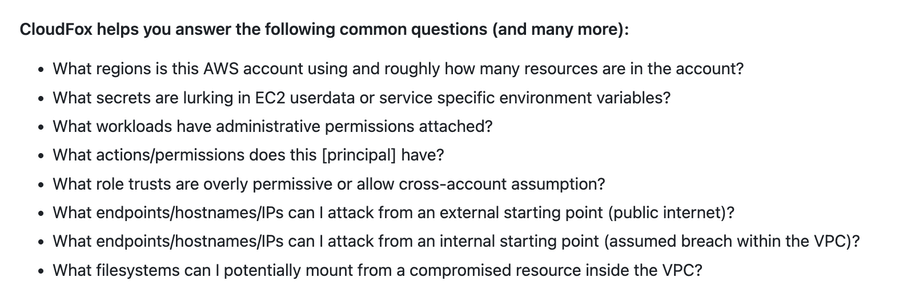 CloudFox helps you answer the following common questions (and many more):
• What regions is this AWS account using and roughly how many resources are in the account?
• What secrets are lurking in EC2 userdata or service specific environment variables?
• What workloads have administrative permissions attached?
• What actions/permissions does this [principal] have?
• What role trusts are overly permissive or allow cross-account assumption?
• What endpoints/hostnames/IPs can I attack from an external starting point (public internet)?
• What endpoints/hostnames/IPs can I attack from an internal starting point (assumed breach within the VPC)?
• What filesystems can I potentially mount from a compromised resource inside the VPC?